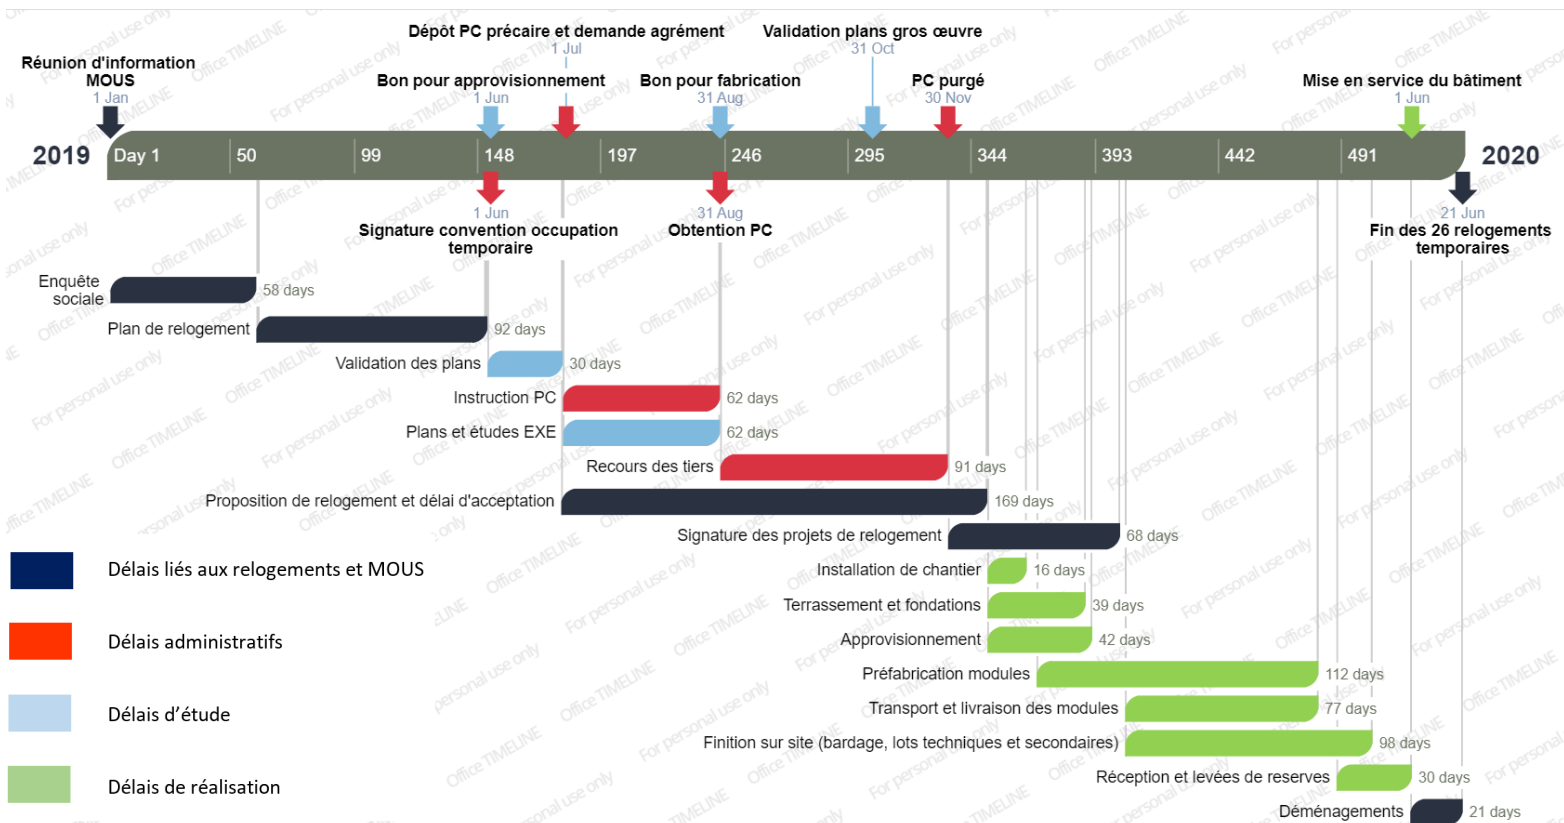 Dépôt PC précaire et demande agrément
1 Jul
Validation plans gros œuvre
31 Oct
Réunion d'information
MOUS
1 Jan
Bon pour approvisionnement
1 Jun
Bon pour fabrication
31 Aug
PC purgé
30 Nov
Mise en service du bâtiment
1 Jun
2019 Day 1 50 99 148 197 246 295 344 393 442 491 2020
1 Jun
Signature convention occupation
temporaire
31 Aug
Obtention PC
21 Jun
Fin des 26 relogements
temporaires
Enquête
sociale
58 days
Plan de relogement 92 days
Validation des plans 30 days
Instruction PC 62 days
Plans et études EXE 62 days
Recours des tiers 91 days
Proposition de relogement et délai d'acceptation 169 days
Signature des projets de relogement 68 days
Installation de chantier 16 days
Terrassement et fondations 39 days
Approvisionnement 42 days
Préfabrication modules 112 days
Transport et livraison des modules 77 days
Finition sur site (bardage, lots techniques et secondaires) 98 days
Réception et levées de reserves 30 days
Déménagements 21 days
Délais liés aux relogements et MOUS
Délais administratifs
Délais d’étude
Délais de réalisation
Office TIMELINE
For personal use only